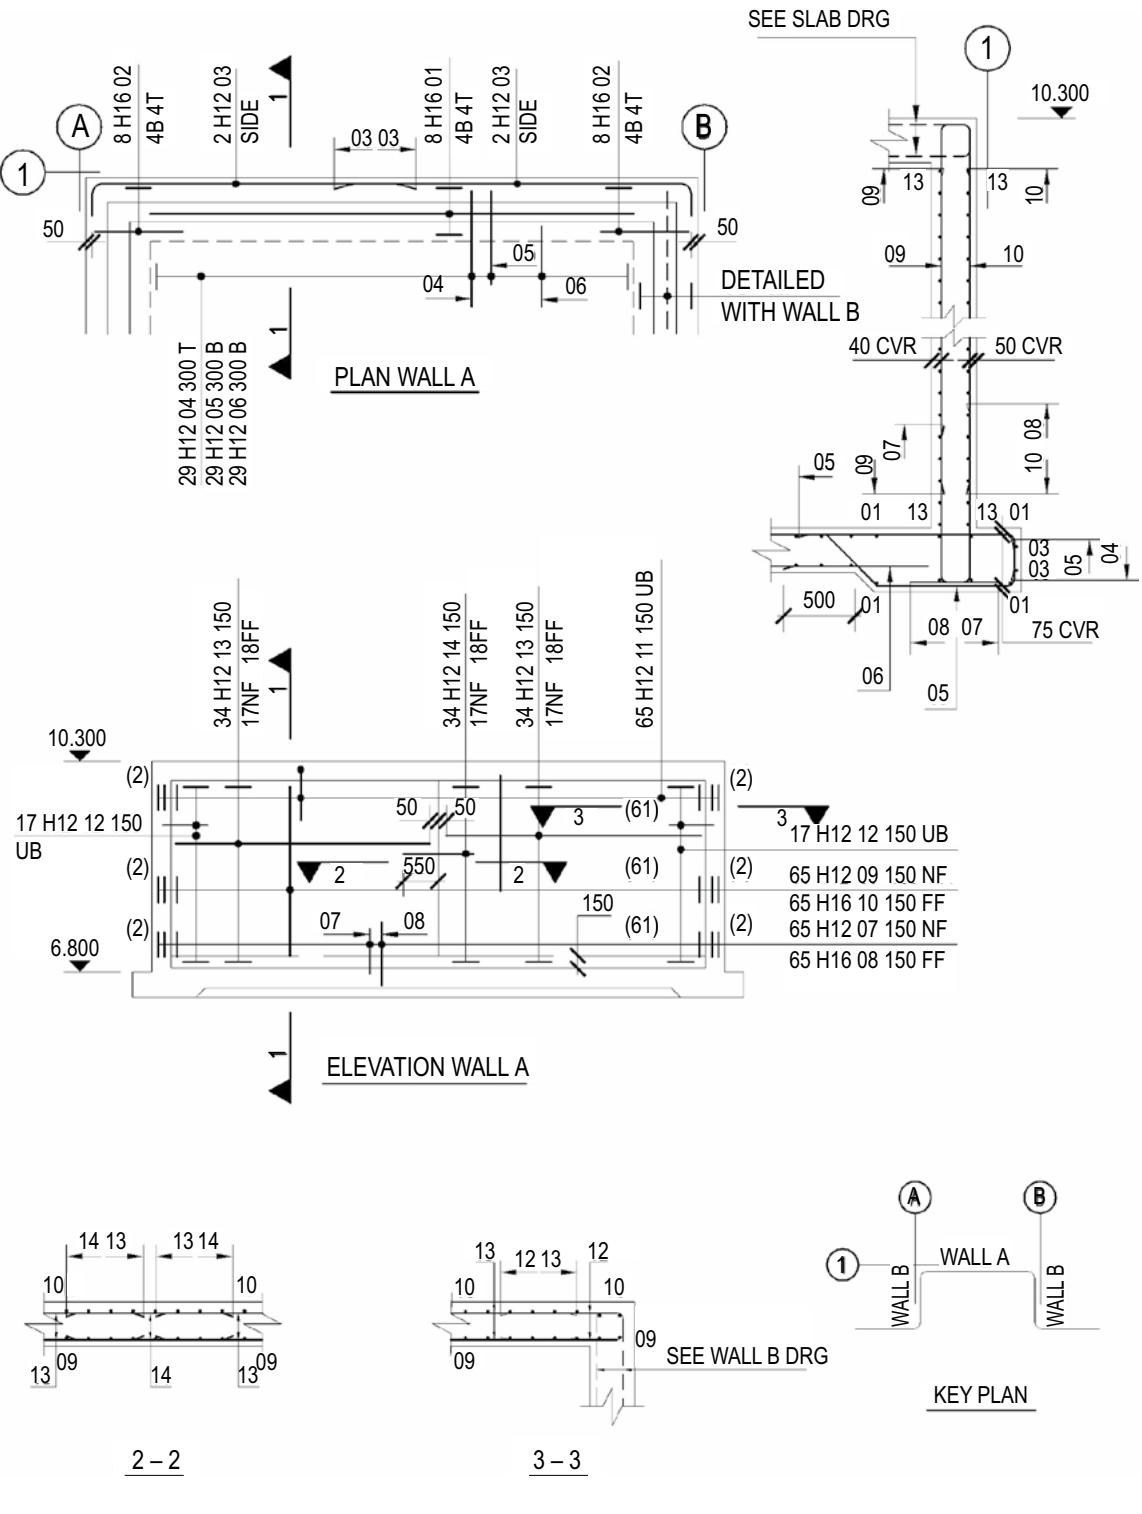 SEE SLAB DRG
1
10.300
A
8 H16 02
4B 4T
2 H12 03
SIDE
1
03 03
8 H16 01
4B 4T
2 H12 03
SIDE
8 H16 02
4B 4T
B
1
50
50
05
04
06
DETAILED
WITH WALL B
1
29 H12 04 300 T
29 H12 05 300 B
29 H12 06 300 B
PLAN WALL A
09
13
13
10
09
10
40 CVR
50 CVR
07
08
05
09
10
01
13
13
01
03
03
05
04
500
01
01
08
07
75 CVR
06
05
34 H12 13 150
17NF 18FF
1
34 H12 14 150
17NF 18FF
34 H12 13 150
17NF 18FF
65 H12 11 150 UB
10.300
(2)
(2)
50
50
3
(61)
3
17 H12 12 150
UB
17 H12 12 150 UB
(2)
2
550
2
(61)
(2)
65 H12 09 150 NF
65 H16 10 150 FF
150
07
08
(2)
(61)
(2)
65 H12 07 150 NF
65 H16 08 150 FF
6.800
1
ELEVATION WALL A
14 13
13 14
10
10
09
09
13
14
13
2 – 2
13
12 13
12
10
10
09
09
SEE WALL B DRG
3 – 3
A
B
1
WALL A
WALL B
WALL B
KEY PLAN